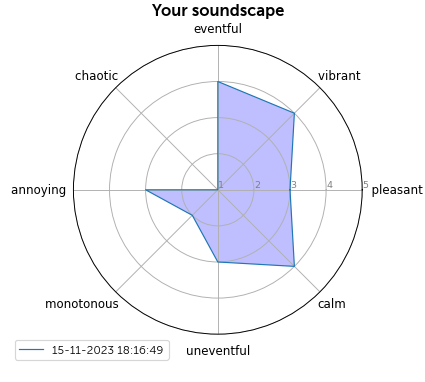 Your soundscape
eventful
chaotic
vibrant
annoying
1 2 3 4 5
pleasant
monotonous
calm
uneventful
15-11-2023 18:16:49